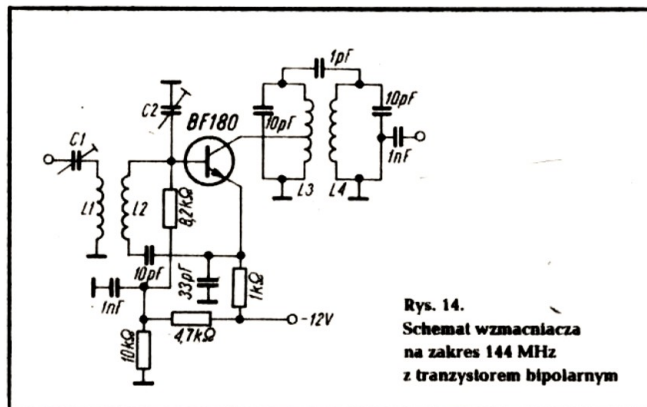 1pF
C2
BF180
10pF
10pF
C1
1nF
L1
L2
8,2kΩ
L3
L4
10pF
33pF
1kΩ
1nF
4,7kΩ
-12V
10kΩ
Rys. 14.
Schemat wzmacniacza
na zakres 144 MHz
z tranzystorem bipolarnym